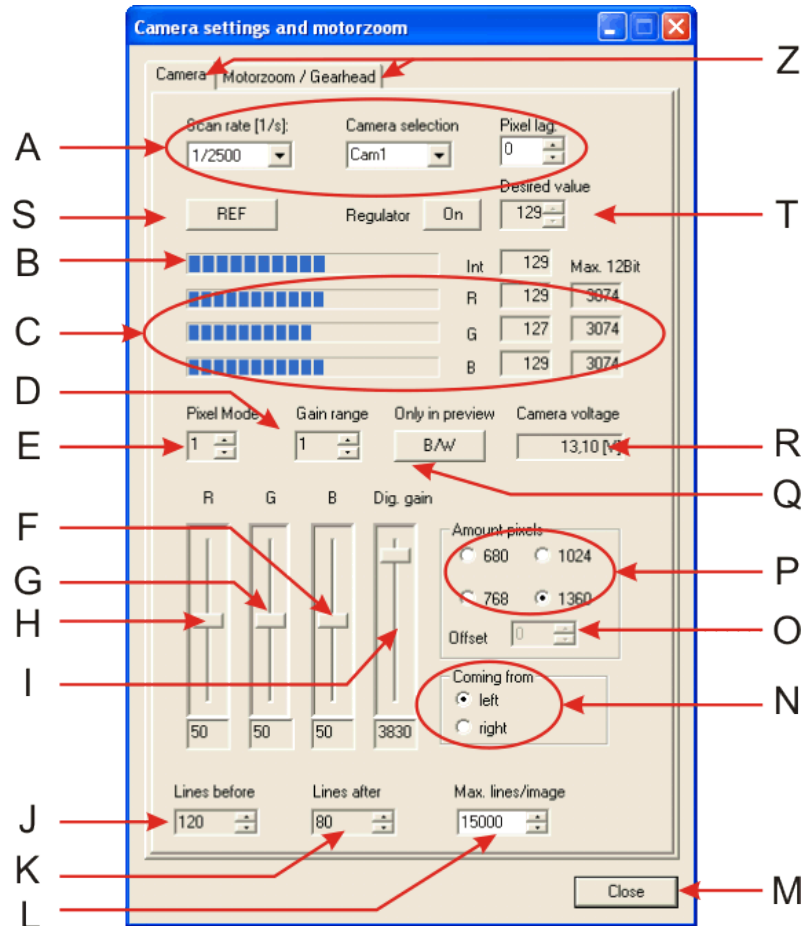 Camera settings and motorzoom
Z
Camera Motorzoom / Gearhead
A
Scan rate [1/s]: Camera selection Pixel lag:
1/2500 Cam1 0
Desired value
S REF Regulator On 129 T
B Int 129 Max. 12Bit
R 129 3074
C G 127 3074
B 129 3074
D
Pixel Mode Gain range Only in preview Camera voltage
E 1 1 B/W 13,10 [V] R
Q
R G B Dig. gain
F
Amount pixels
680 1024
G P
768 1360
H
Offset 0 O
I
Coming from
left N
right
50 50 50 3830
Lines before Lines after Max. lines/image
J 120 80 15000
K
Close M
L